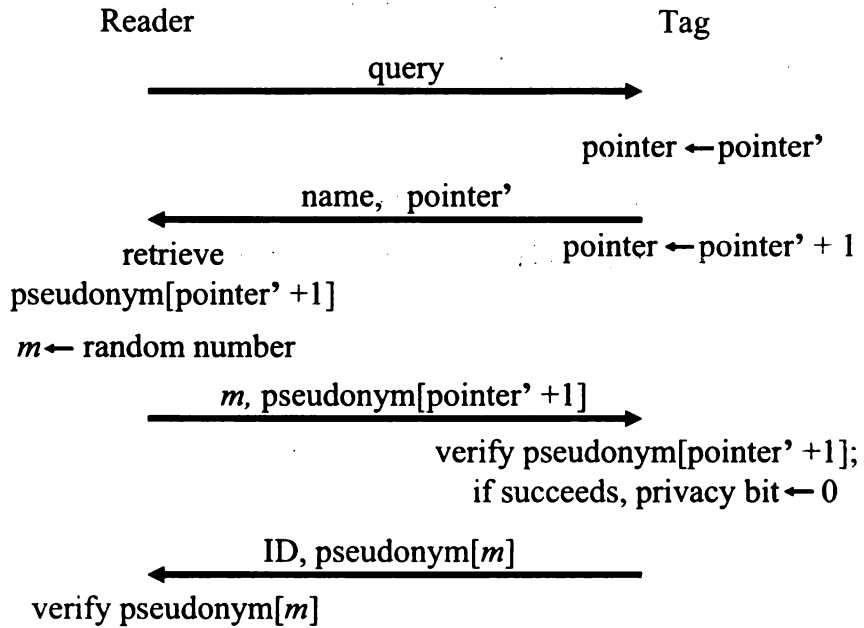 Reader
Tag
query
pointer ← pointer’
name, pointer’
pointer ← pointer’ + 1
retrieve
pseudonym[pointer’ +1]
m ← random number
m, pseudonym[pointer’ +1]
verify pseudonym[pointer’ +1];
if succeeds, privacy bit ← 0
ID, pseudonym[m]
verify pseudonym[m]